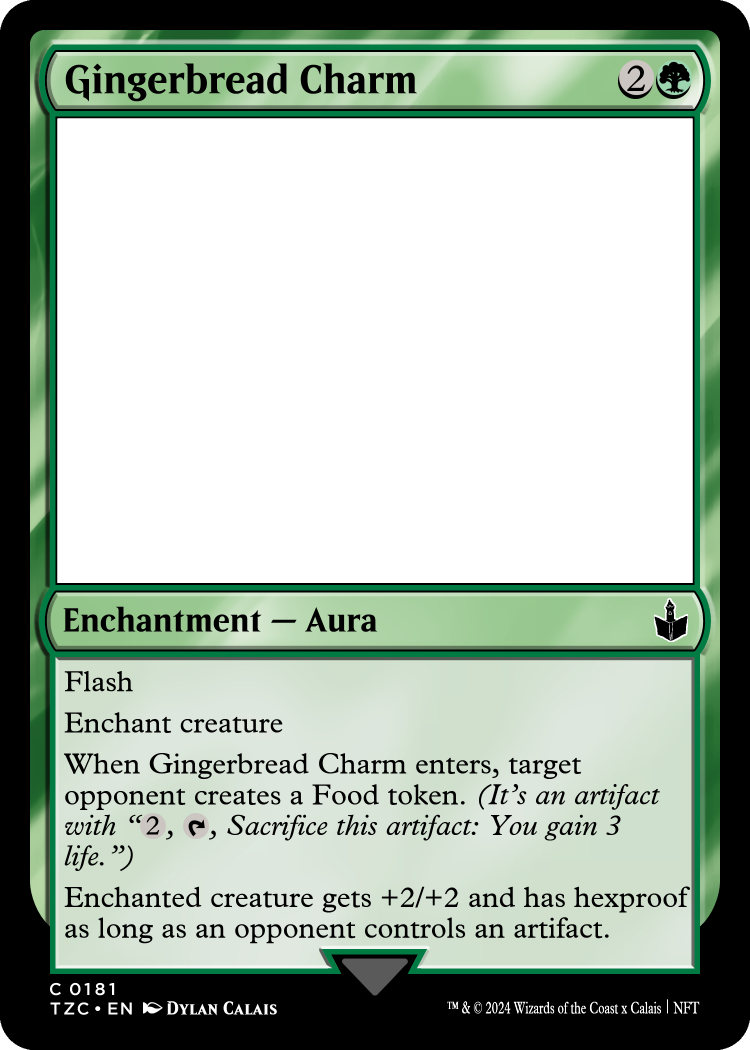 Gingerbread Charm 2
Enchantment — Aura
Flash
Enchant creature
When Gingerbread Charm enters, target
opponent creates a Food token. (It's an artifact
with “2, , Sacrifice this artifact: You gain 3
life.”)
Enchanted creature gets +2/+2 and has hexproof
as long as an opponent controls an artifact.
C 0181
TZC • EN DYLAN CALAIS
™ & © 2024 Wizards of the Coast x Calais | NFT